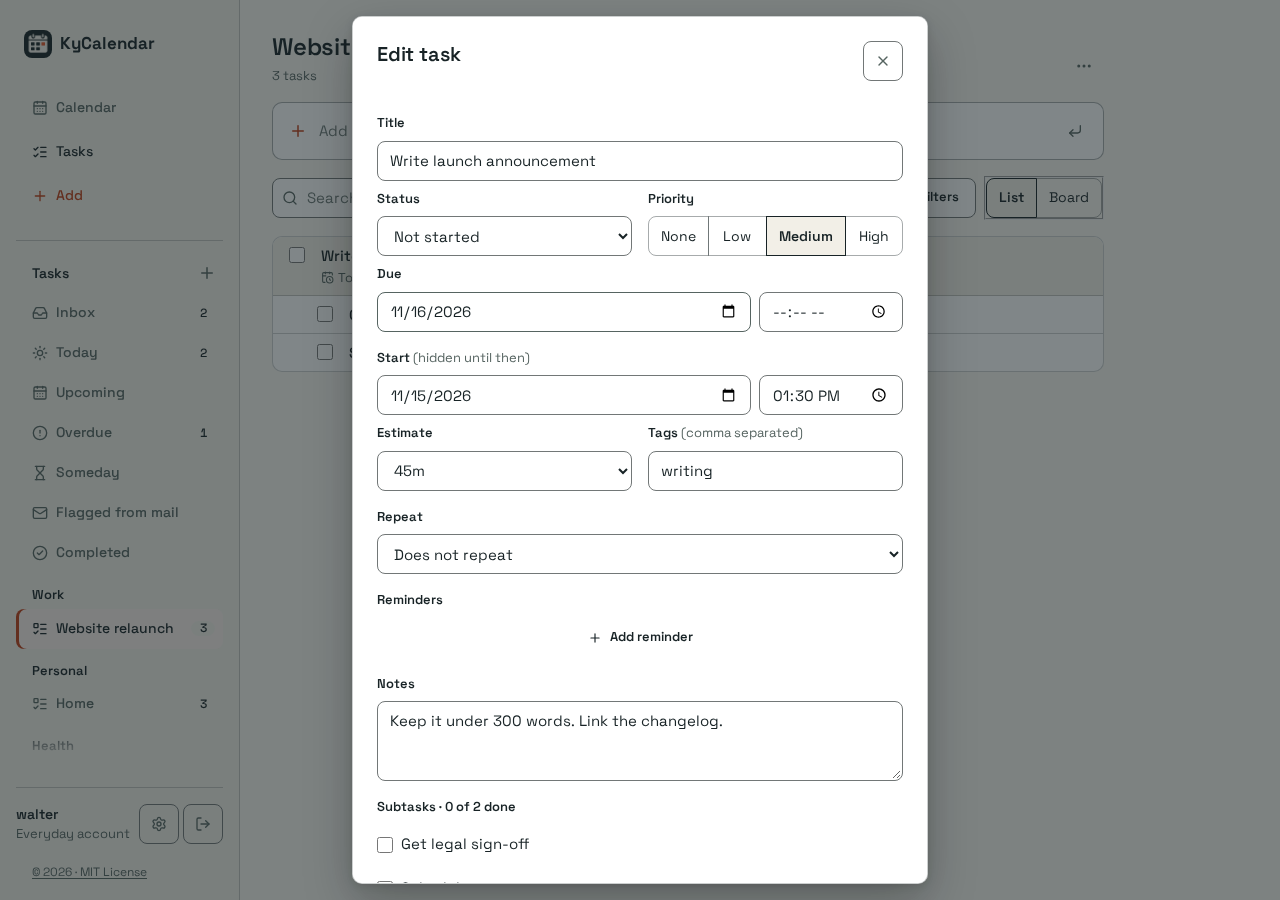 KyCalendar
Calendar
Tasks
Add
Tasks
Inbox 2
Today 2
Upcoming
Overdue 1
Someday
Flagged from mail
Completed
Work
Website relaunch 3
Personal
Home 3
Health
walter
Everyday account
© 2026 · MIT License
3 tasks
Add
Search
List Board
Edit task
Title
Write launch announcement
Status Priority
Not started None Low Medium High
Due
11/16/2026 --:-- --
Start (hidden until then)
11/15/2026 01:30 PM
Estimate Tags (comma separated)
45m writing
Repeat
Does not repeat
Reminders
Add reminder
Notes
Keep it under 300 words. Link the changelog.
Subtasks · 0 of 2 done
Get legal sign-off